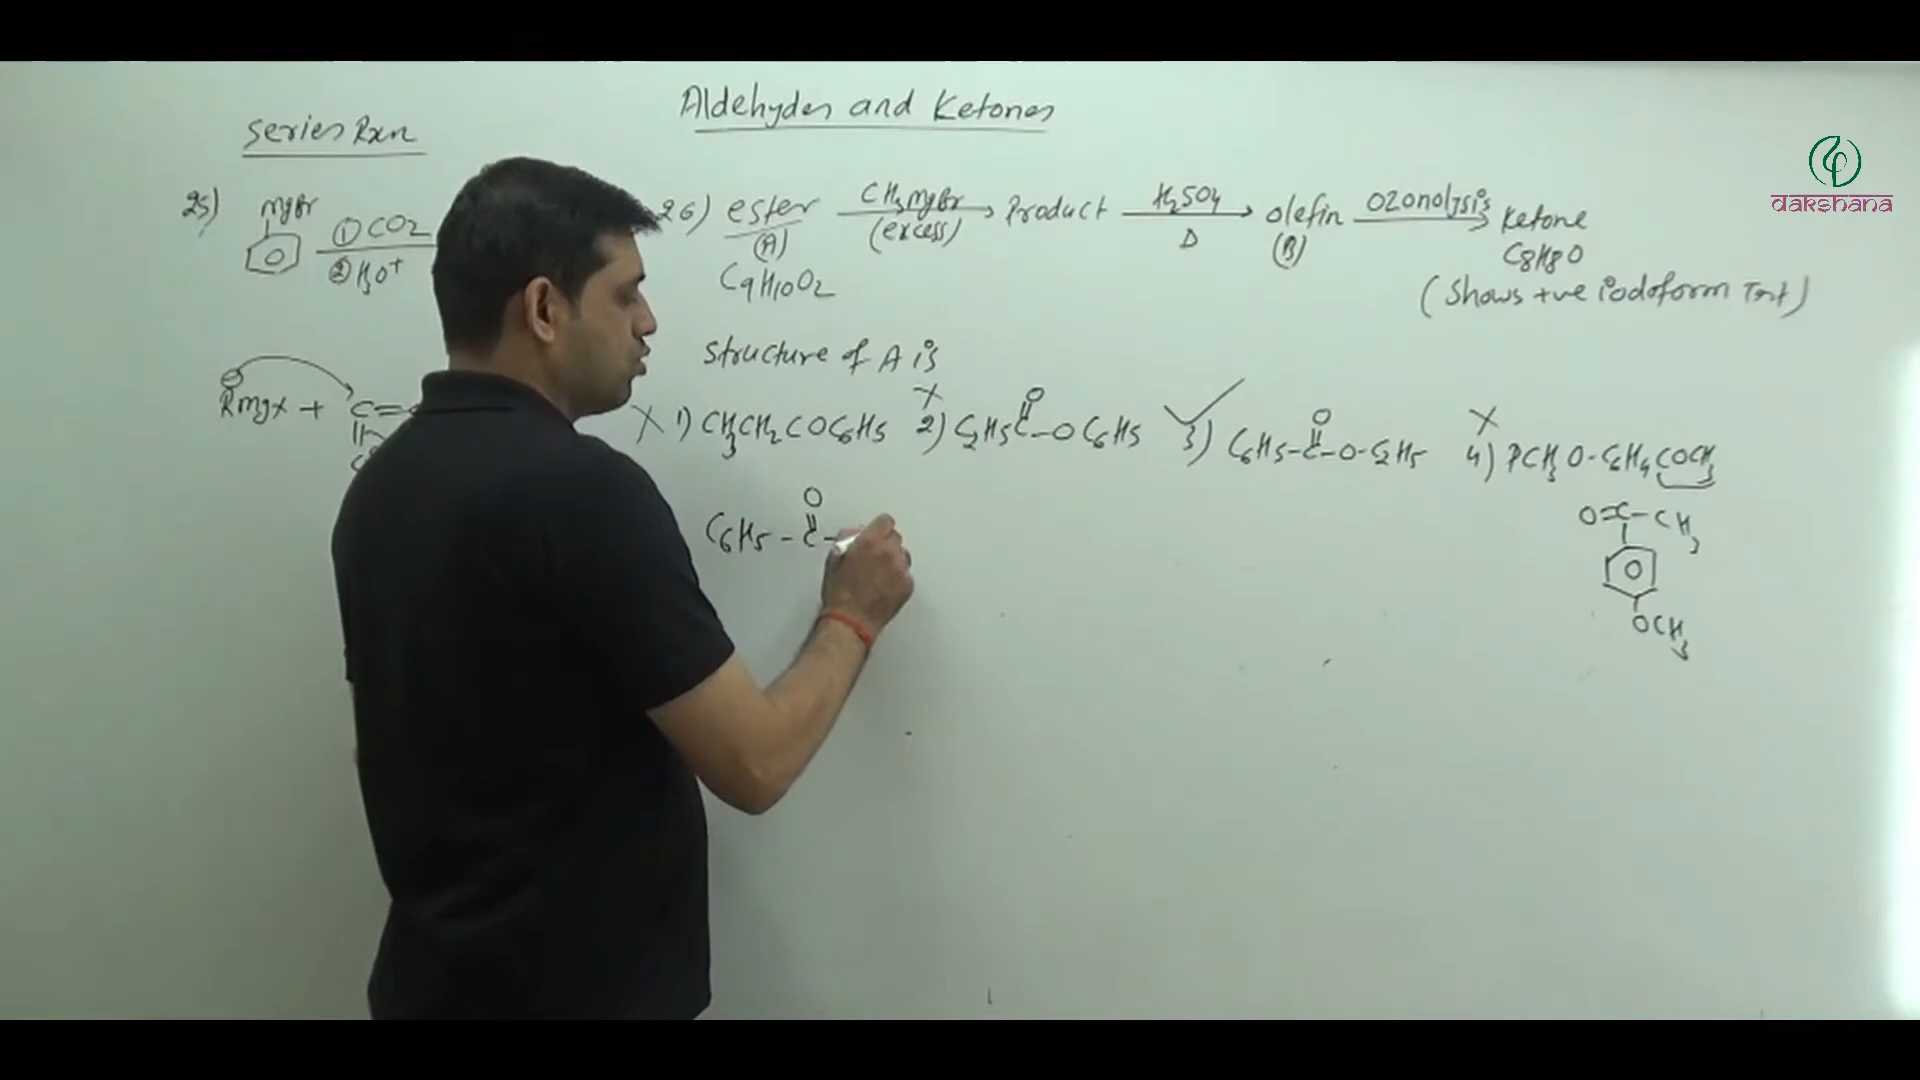 Aldehydes and Ketones
Series Rxn
dakshana
25) MgBr ① CO2 ② H3O+
26) ester (A) C9H10O2 CH3MgBr (excess) Product H2SO4 Δ olefin (B) Ozonolysis Ketone C8H8O
(Shows +ve iodoform Test)
Structure of A is
RMgX + C=
1) CH3CH2COC6H5 2) C2H5C-OC6H5 O 3) C6H5-C-O-C2H5 O 4) PCH3O-C6H4COCH3
C6H5-C- O
O=C-CH3
OCH3